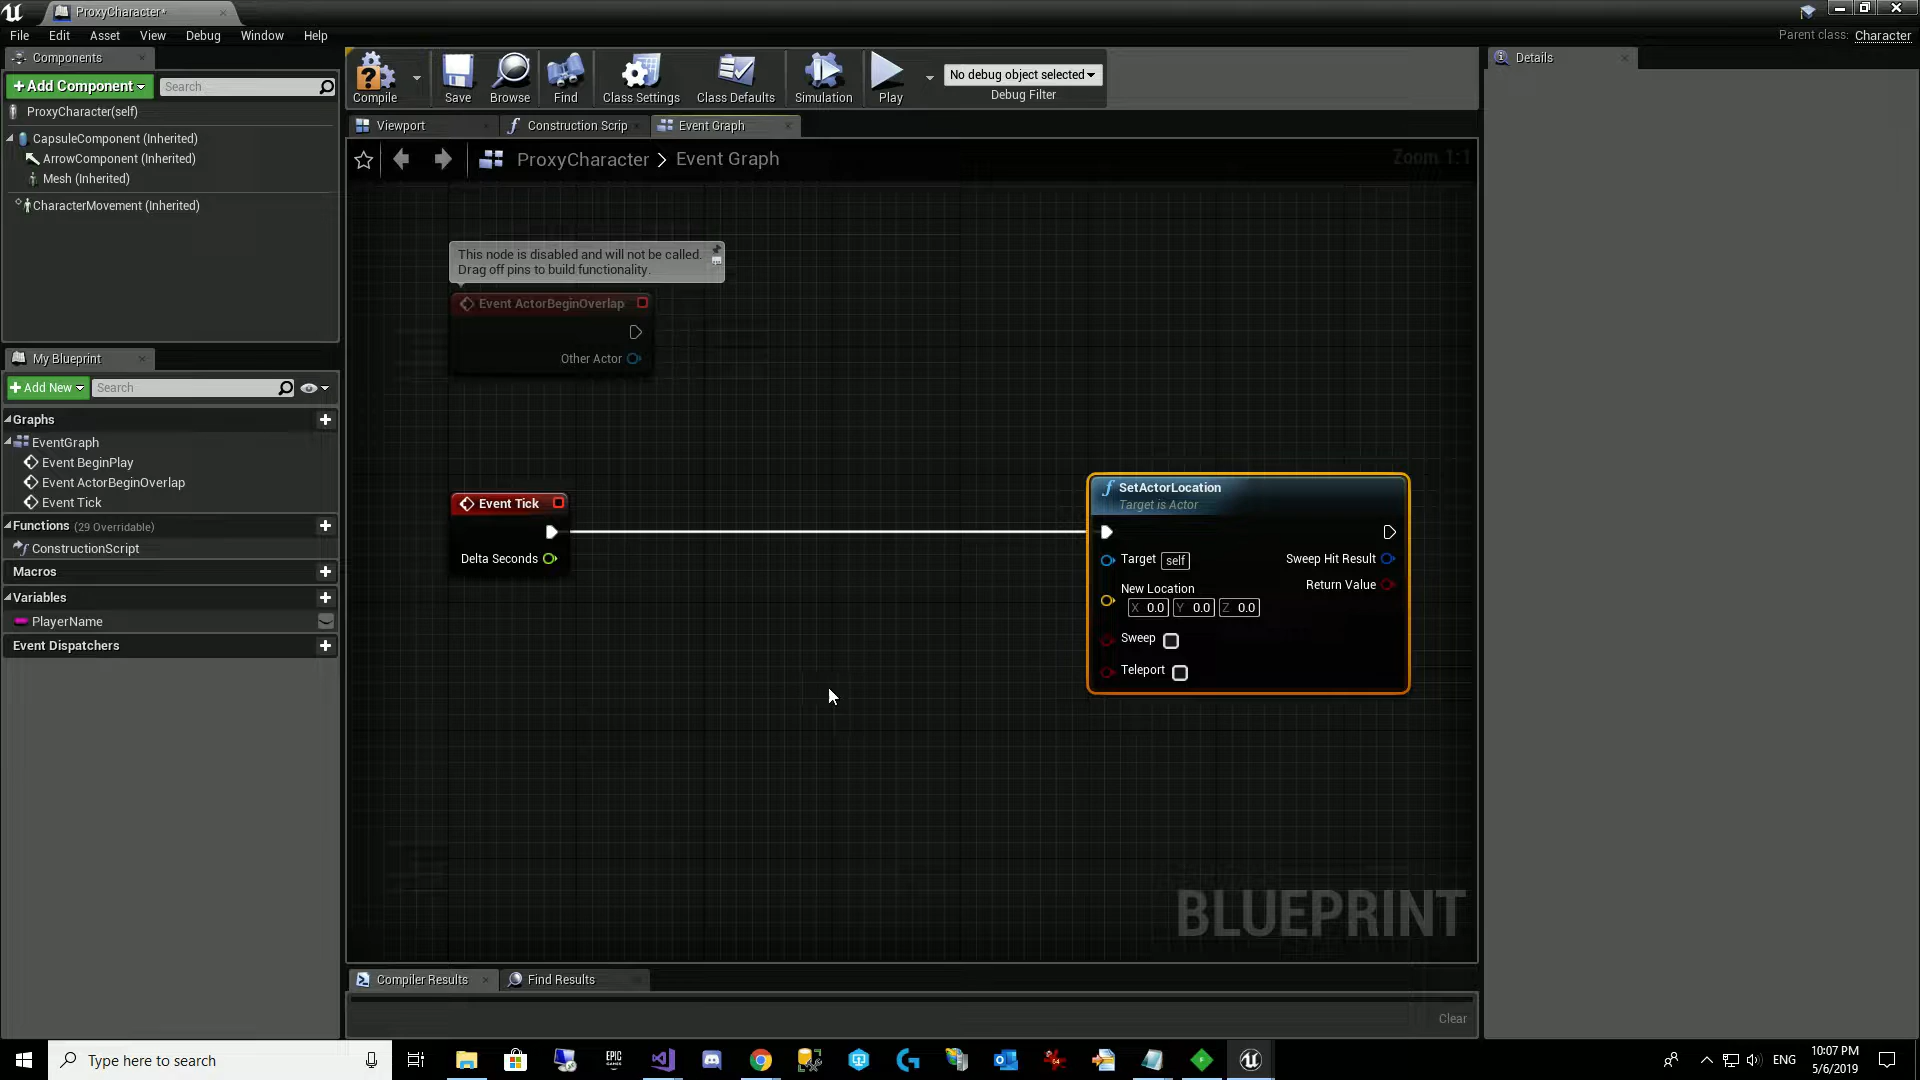 ProxyCharacter*
File Edit Asset View Debug Window Help
Parent class: Character
Components
+Add Component
Search
ProxyCharacter(self)
CapsuleComponent (Inherited)
ArrowComponent (Inherited)
Mesh (Inherited)
CharacterMovement (Inherited)
My Blueprint
+Add New
Search
Graphs
EventGraph
Event BeginPlay
Event ActorBeginOverlap
Event Tick
Functions (29 Overridable)
ConstructionScript
Macros
Variables
PlayerName
Event Dispatchers
Compile Save Browse Find Class Settings Class Defaults Simulation Play
No debug object selected
Debug Filter
Viewport
Construction Scrip
Event Graph
ProxyCharacter > Event Graph
Zoom 1:1
This node is disabled and will not be called.
Drag off pins to build functionality.
Event ActorBeginOverlap
Other Actor
Event Tick
Delta Seconds
SetActorLocation
Target is Actor
Target self
Sweep Hit Result
New Location
Return Value
X 0.0 Y 0.0 Z 0.0
Sweep
Teleport
BLUEPRINT
Compiler Results
Find Results
Clear
Details
Type here to search
EPIC
GAMES
64
ENG
10:07 PM
5/6/2019